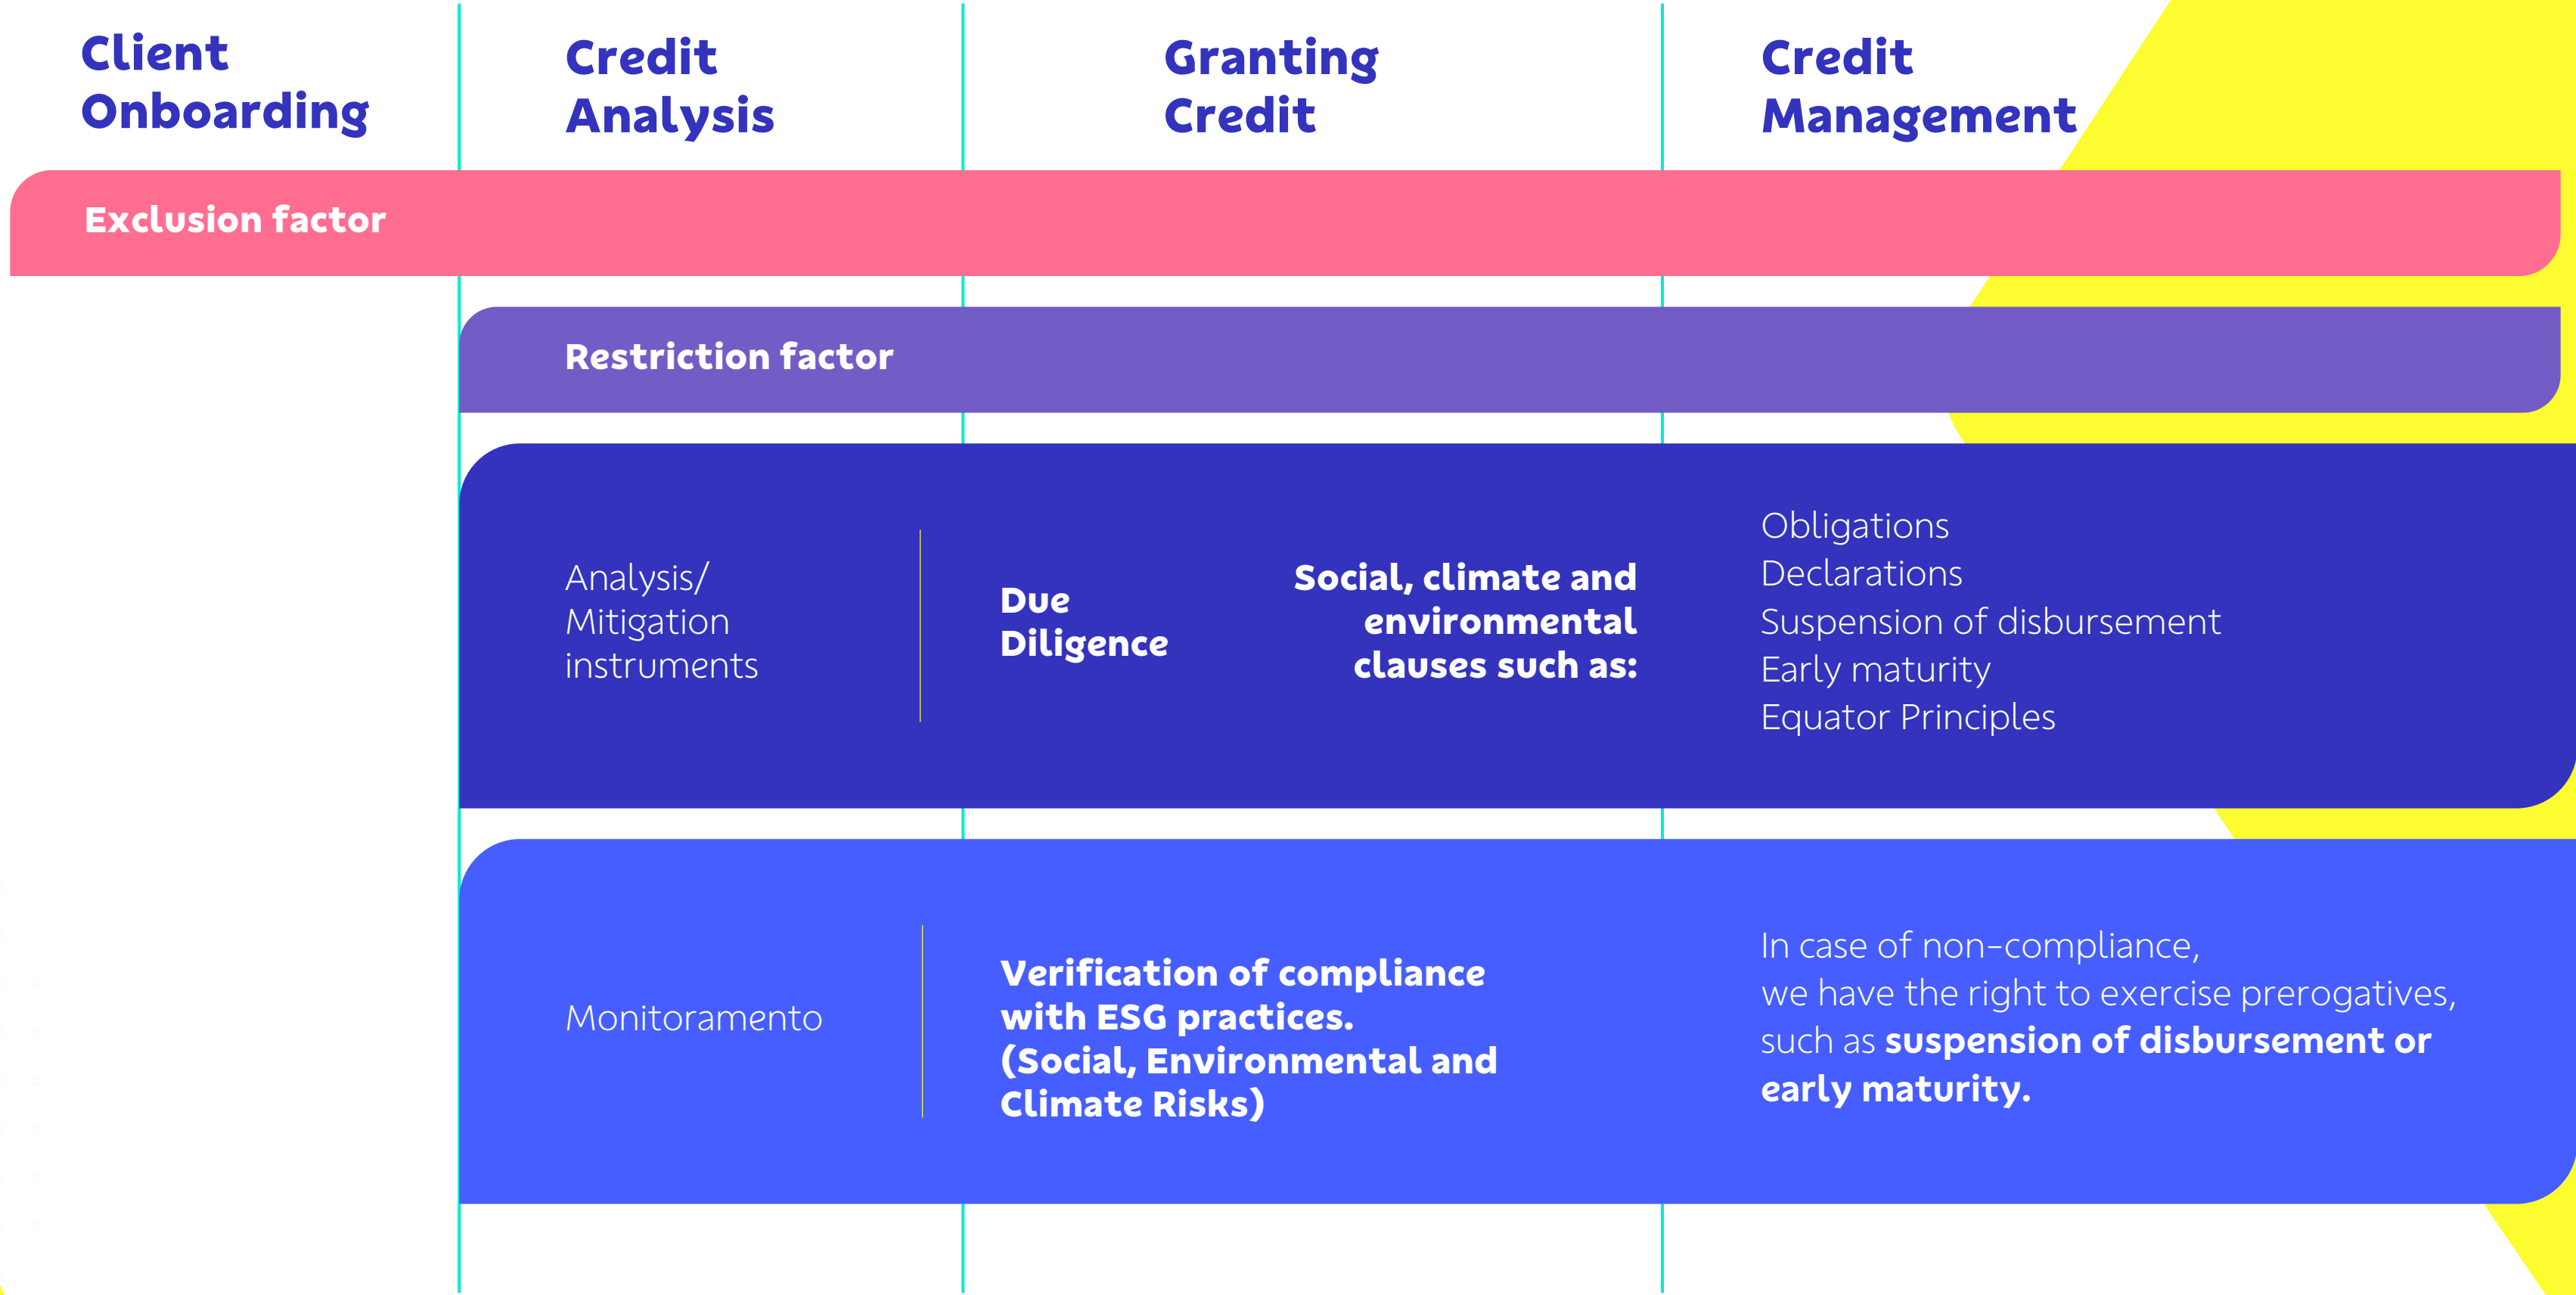 Client
Onboarding
Credit
Analysis
Granting
Credit
Credit
Management
Exclusion factor
Restriction factor
Analysis/
Mitigation
instruments
Due
Diligence
Social, climate and
environmental
clauses such as:
Obligations
Declarations
Suspension of disbursement
Early maturity
Equator Principles
Monitoramento
Verification of compliance
with ESG practices.
(Social, Environmental and
Climate Risks)
In case of non-compliance,
we have the right to exercise prerogatives,
such as suspension of disbursement or
early maturity.